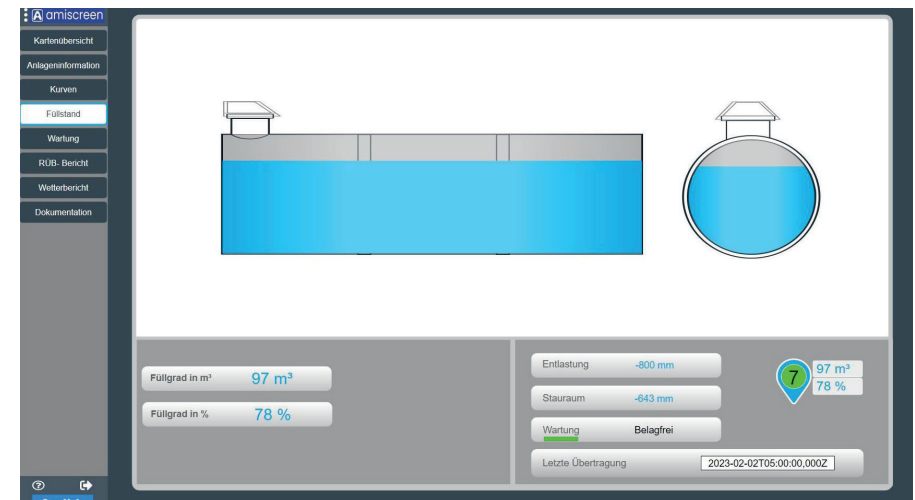 A amiscreen
Kartenübersicht
Anlageninformation
Kurven
Füllstand
Wartung
RÜB- Bericht
Wetterbericht
Dokumentation
Füllgrad in m³ 97 m³
Füllgrad in % 78 %
Entlastung -800 mm
Stauraum -643 mm
Wartung Belagfrei
Letzte Übertragung 2023-02-02T05:00:00,000Z
7
97 m³
78 %
?